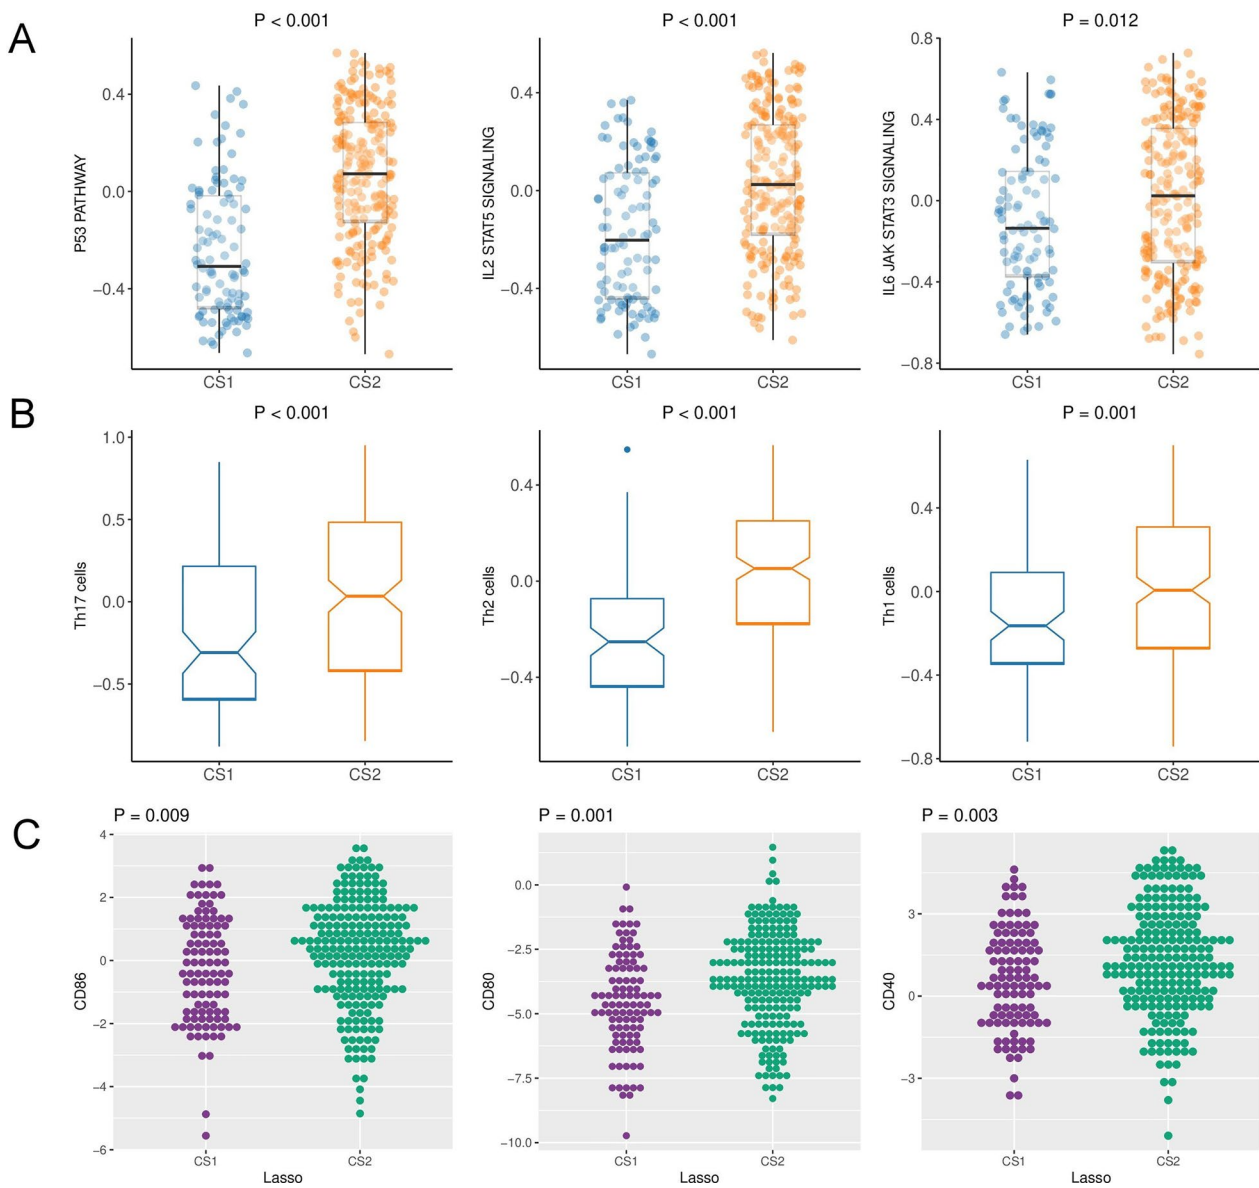 A
P < 0.001
P < 0.001
P = 0.012
P53 PATHWAY
0.4
0.0
−0.4
CS1
CS2
IL2 STAT5 SIGNALING
0.4
0.0
−0.4
CS1
CS2
IL6 JAK STAT3 SIGNALING
0.8
0.4
0.0
−0.4
−0.8
CS1
CS2
B
P < 0.001
P < 0.001
P = 0.001
Th17 cells
1.0
0.5
0.0
−0.5
CS1
CS2
Th2 cells
0.4
0.0
−0.4
CS1
CS2
Th1 cells
0.4
0.0
−0.4
−0.8
CS1
CS2
C
P = 0.009
P = 0.001
P = 0.003
CD86
4
2
0
−2
−4
−6
CS1
CS2
Lasso
CD80
0.0
−2.5
−5.0
−7.5
−10.0
CS1
CS2
Lasso
CD40
3
0
−3
CS1
CS2
Lasso